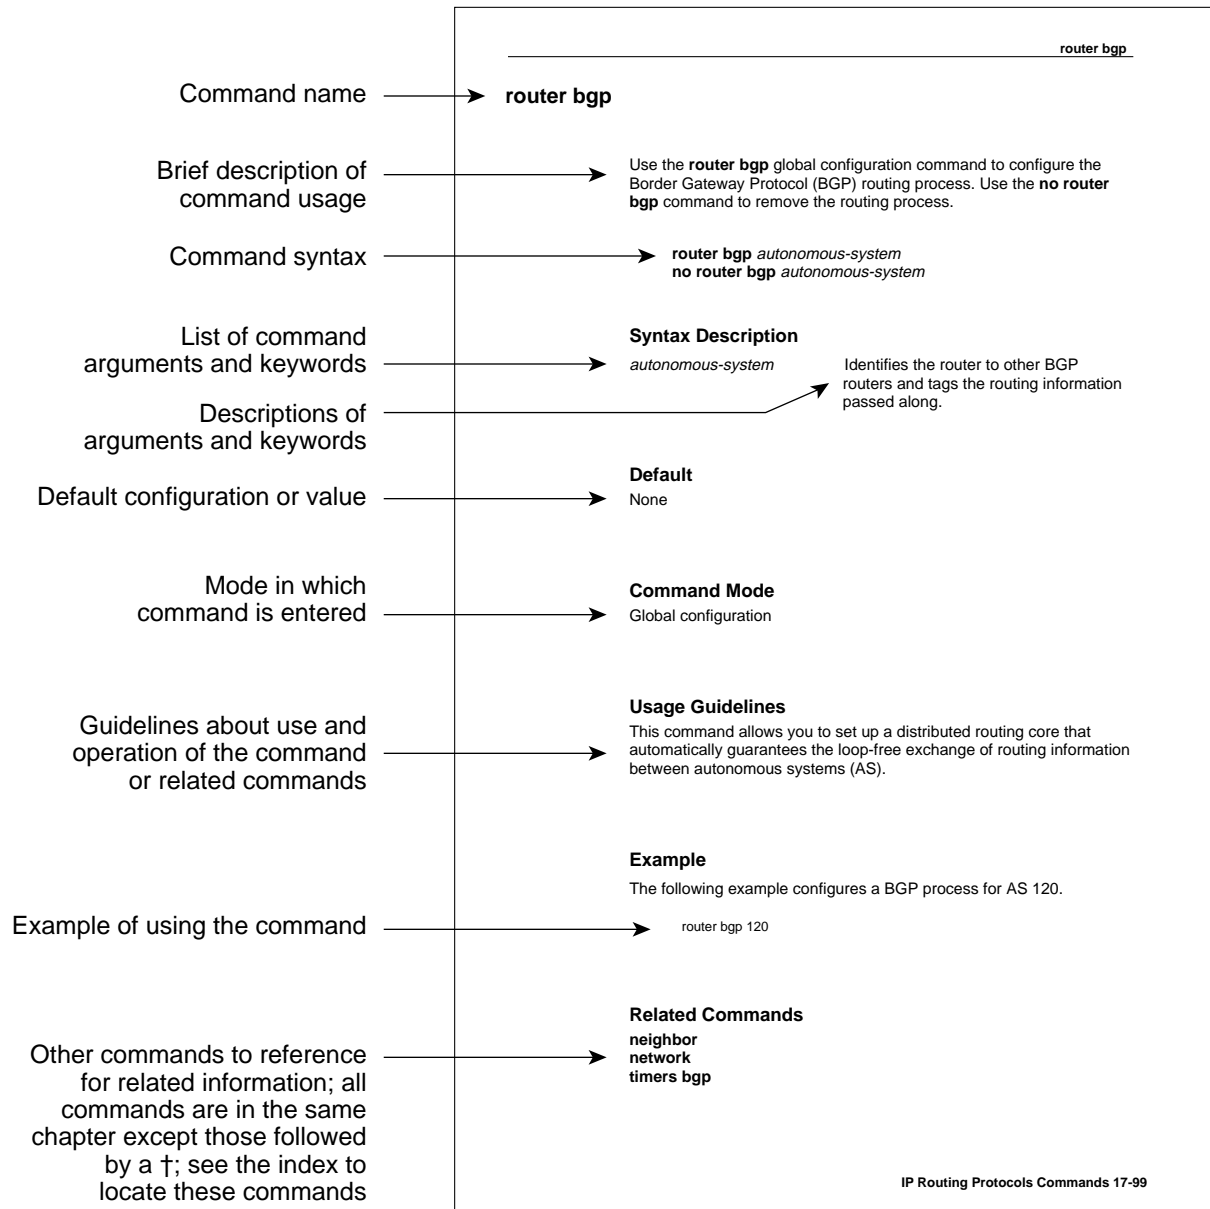 router bgp
Command name
router bgp
Brief description of
command usage
Use the router bgp global configuration command to configure the
Border Gateway Protocol (BGP) routing process. Use the no router
bgp command to remove the routing process.
Command syntax
router bgp autonomous-system
no router bgp autonomous-system
List of command
arguments and keywords
Syntax Description
autonomous-system
Identifies the router to other BGP
routers and tags the routing information
passed along.
Descriptions of
arguments and keywords
Default configuration or value
Default
None
Mode in which
command is entered
Command Mode
Global configuration
Guidelines about use and
operation of the command
or related commands
Usage Guidelines
This command allows you to set up a distributed routing core that
automatically guarantees the loop-free exchange of routing information
between autonomous systems (AS).
Example
The following example configures a BGP process for AS 120.
Example of using the command
router bgp 120
Related Commands
neighbor
network
timers bgp
Other commands to reference
for related information; all
commands are in the same
chapter except those followed
by a †; see the index to
locate these commands
IP Routing Protocols Commands 17-99